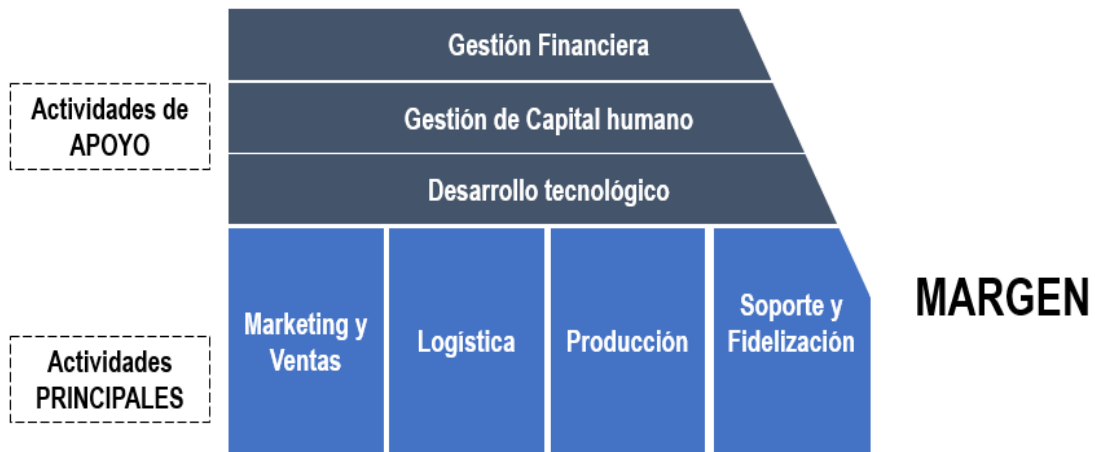 Gestión Financiera
Actividades de
APOYO
Gestión de Capital humano
Desarrollo tecnológico
MARGEN
Actividades
PRINCIPALES
Marketing y
Ventas
Logística
Producción
Soporte y
Fidelización